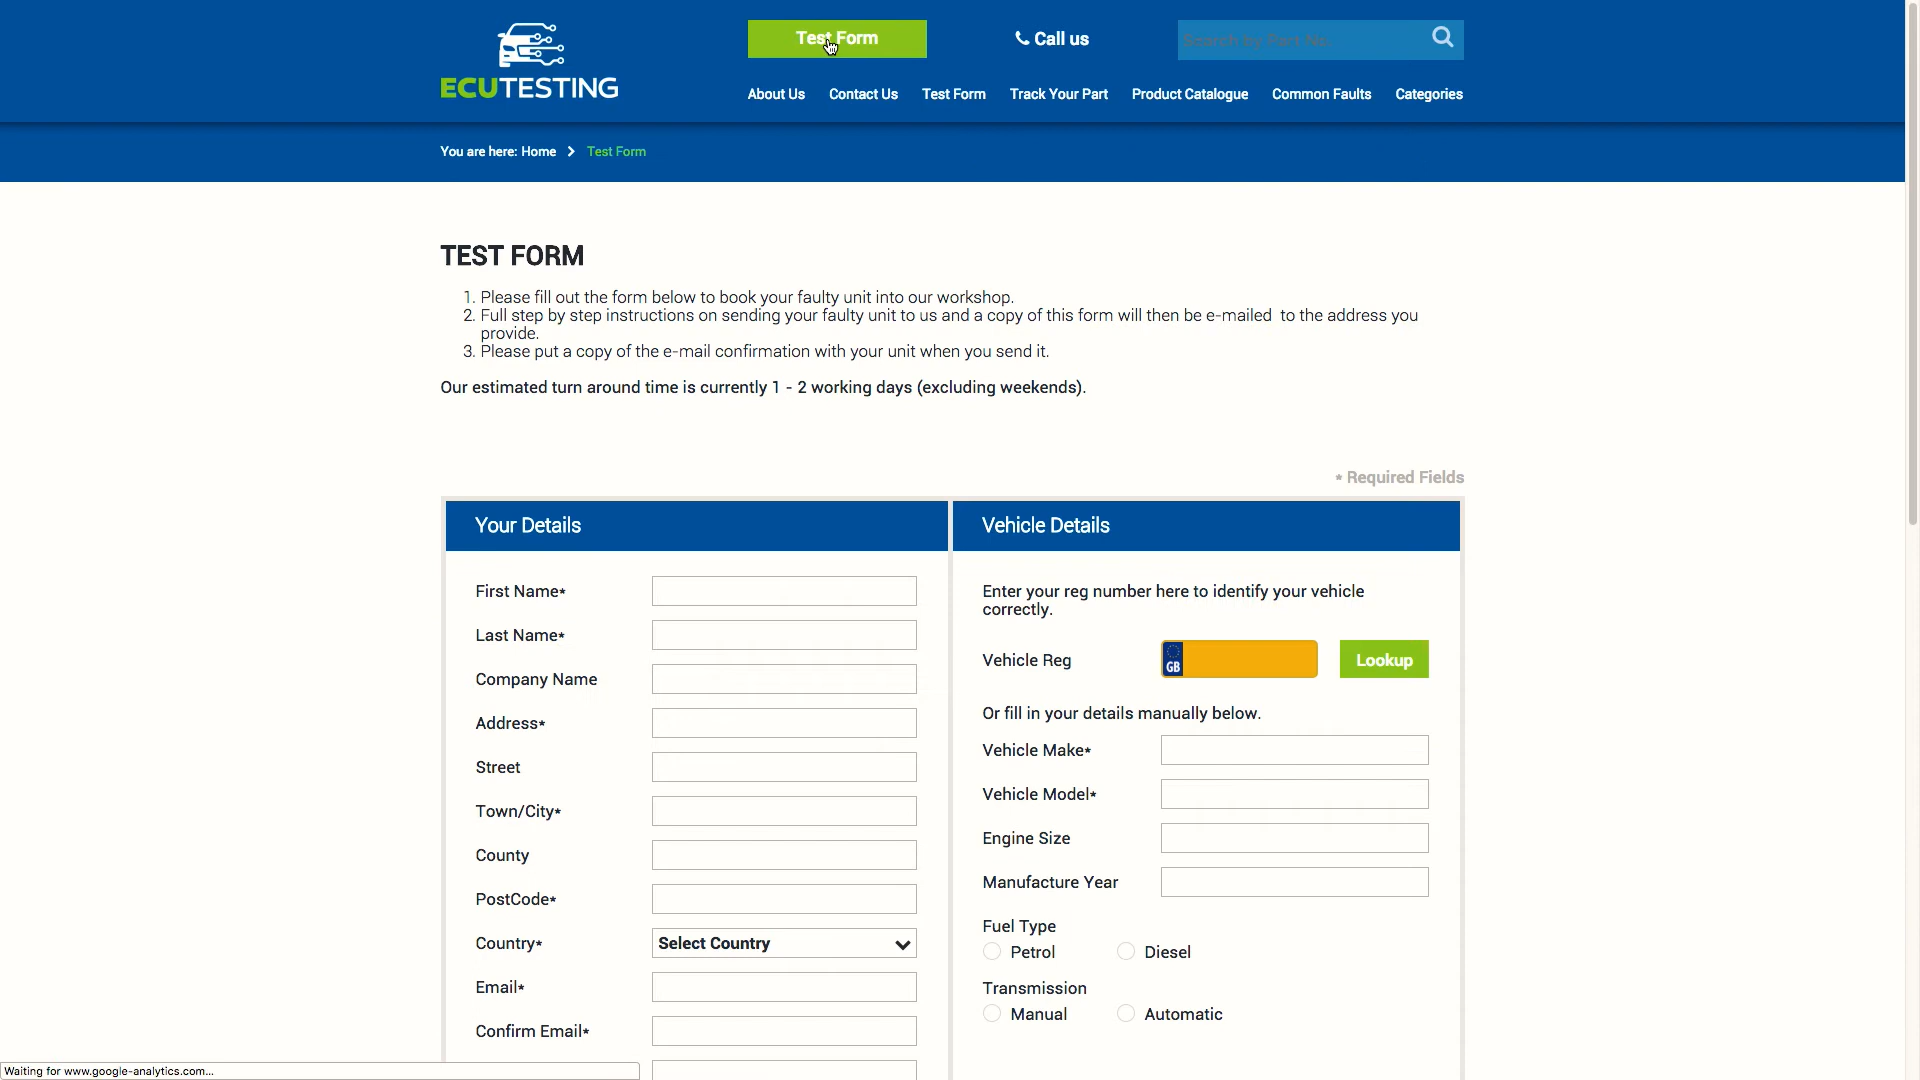 Test Form
Call us
Search by Part No.
ECUTESTING
About Us
Contact Us
Test Form
Track Your Part
Product Catalogue
Common Faults
Categories
You are here: Home
Test Form
TEST FORM
1. Please fill out the form below to book your faulty unit into our workshop.
2. Full step by step instructions on sending your faulty unit to us and a copy of this form will then be e-mailed to the address you
provide.
3. Please put a copy of the e-mail confirmation with your unit when you send it.
Our estimated turn around time is currently 1 - 2 working days (excluding weekends).
* Required Fields
Your Details
First Name*
Last Name*
Company Name
Address*
Street
Town/City*
County
PostCode*
Country*
Select Country
Email*
Confirm Email*
Vehicle Details
Enter your reg number here to identify your vehicle
correctly.
Vehicle Reg
GB
Lookup
Or fill in your details manually below.
Vehicle Make*
Vehicle Model*
Engine Size
Manufacture Year
Fuel Type
Petrol
Diesel
Transmission
Manual
Automatic
Waiting for www.google-analytics.com...